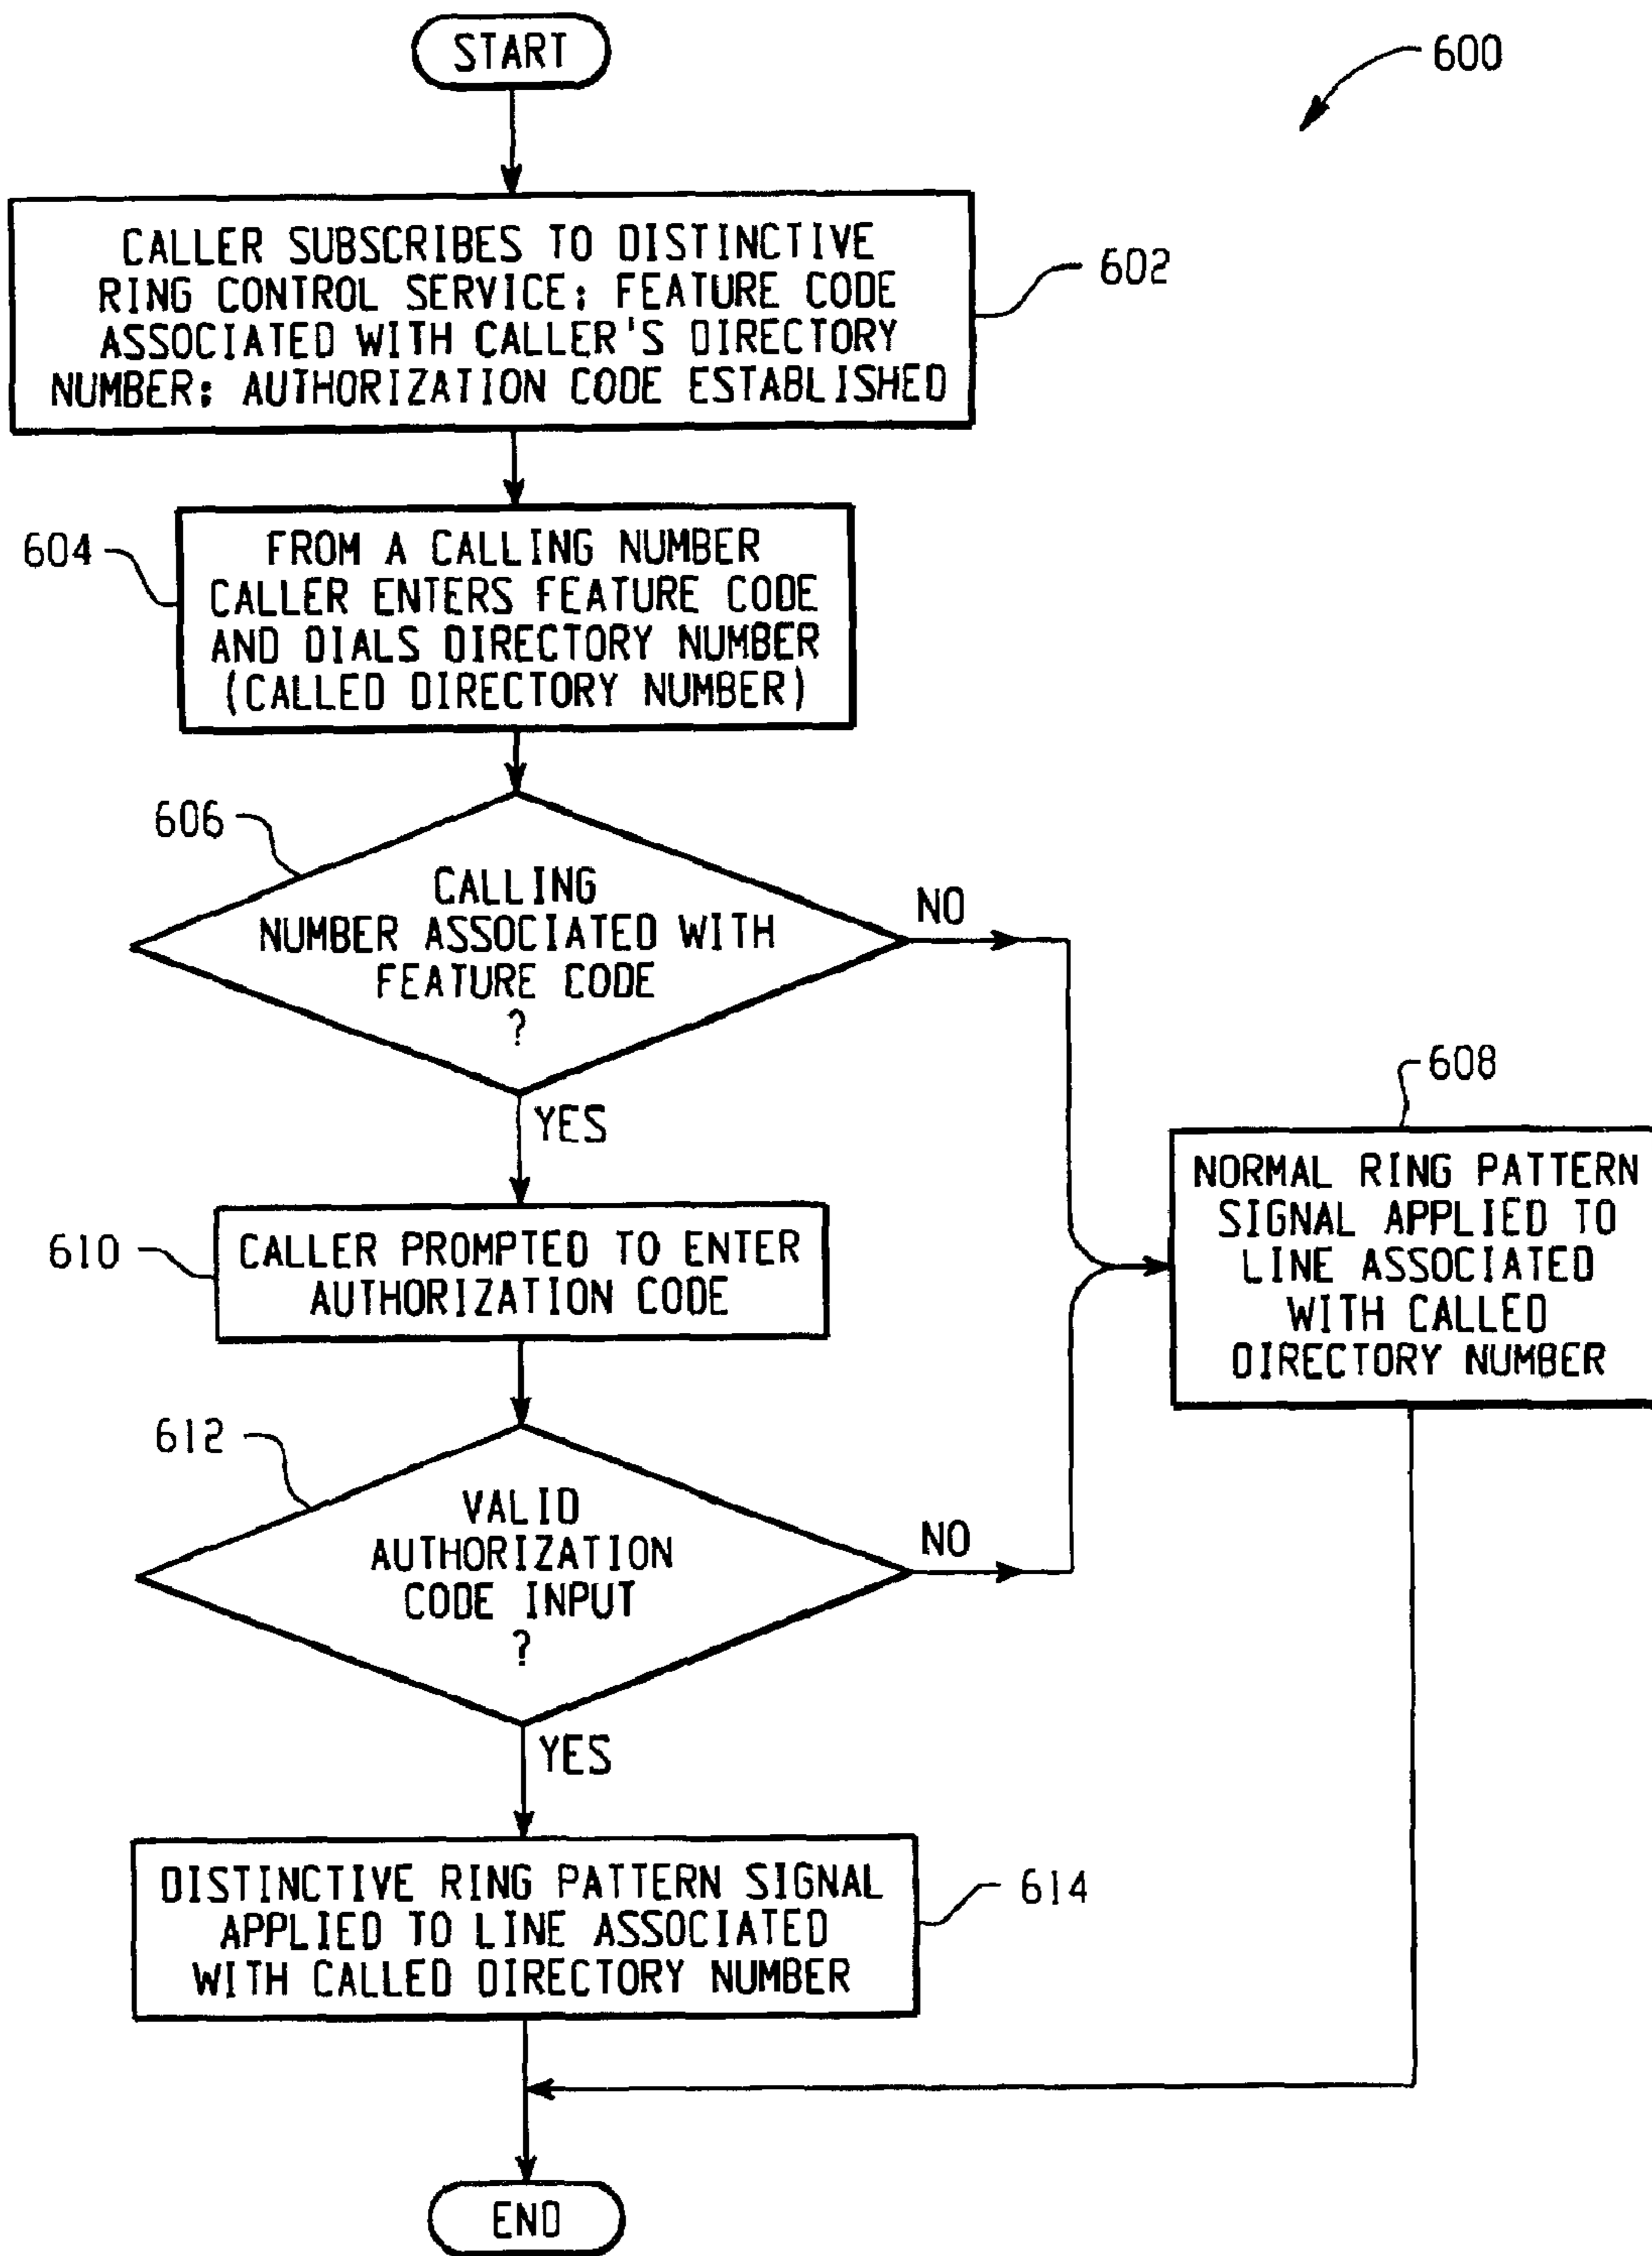 START
600
CALLER SUBSCRIBES TO DISTINCTIVE
RING CONTROL SERVICE; FEATURE CODE
ASSOCIATED WITH CALLER'S DIRECTORY
NUMBER; AUTHORIZATION CODE ESTABLISHED
602
604
FROM A CALLING NUMBER
CALLER ENTERS FEATURE CODE
AND DIALS DIRECTORY NUMBER
(CALLED DIRECTORY NUMBER)
606
CALLING
NUMBER ASSOCIATED WITH
FEATURE CODE
?
NO
YES
608
NORMAL RING PATTERN
SIGNAL APPLIED TO
LINE ASSOCIATED
WITH CALLED
DIRECTORY NUMBER
610
CALLER PROMPTED TO ENTER
AUTHORIZATION CODE
612
VALID
AUTHORIZATION
CODE INPUT
?
NO
YES
DISTINCTIVE RING PATTERN SIGNAL
APPLIED TO LINE ASSOCIATED
WITH CALLED DIRECTORY NUMBER
614
END